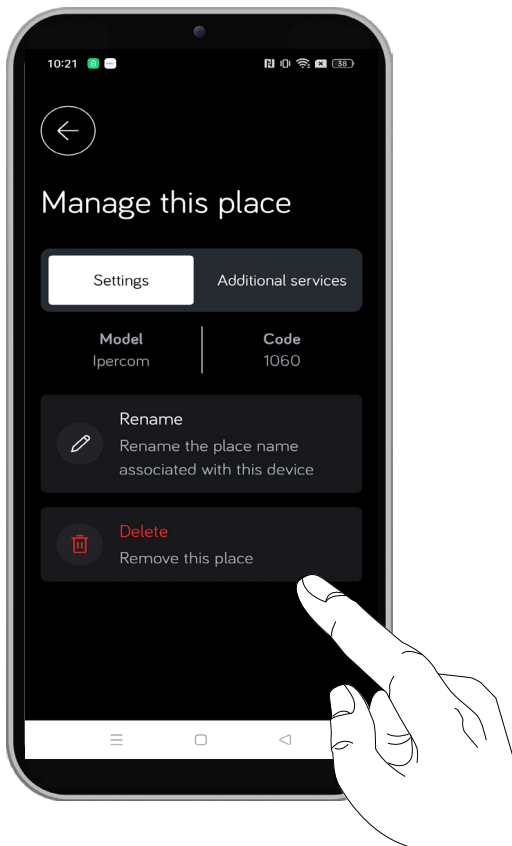 10:21
38
Manage this place
Settings
Additional services
Model
Code
Ipercom
1060
Rename
Rename the place name
associated with this device
Delete
Remove this place